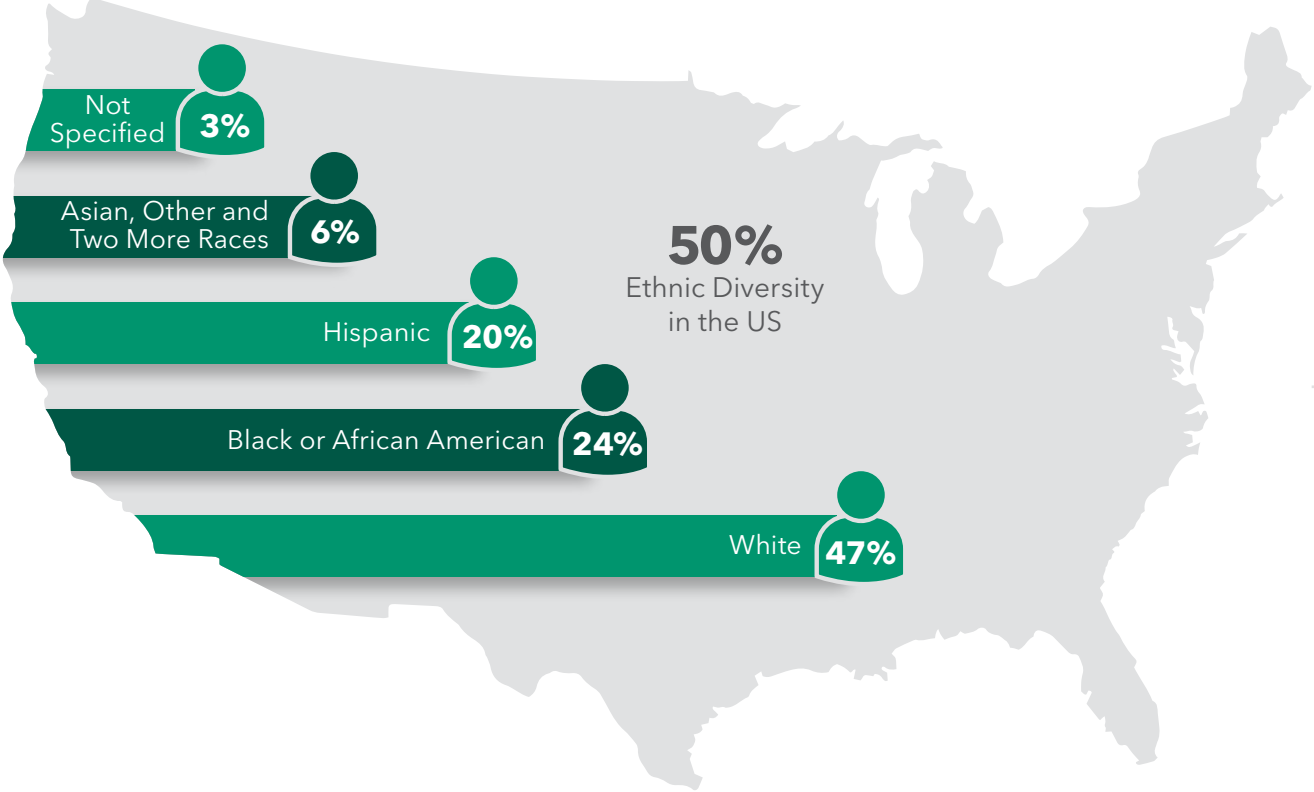 Not
Specified
3%
Asian, Other and
Two More Races
6%
50%
Ethnic Diversity
in the US
Hispanic
20%
Black or African American
24%
White
47%